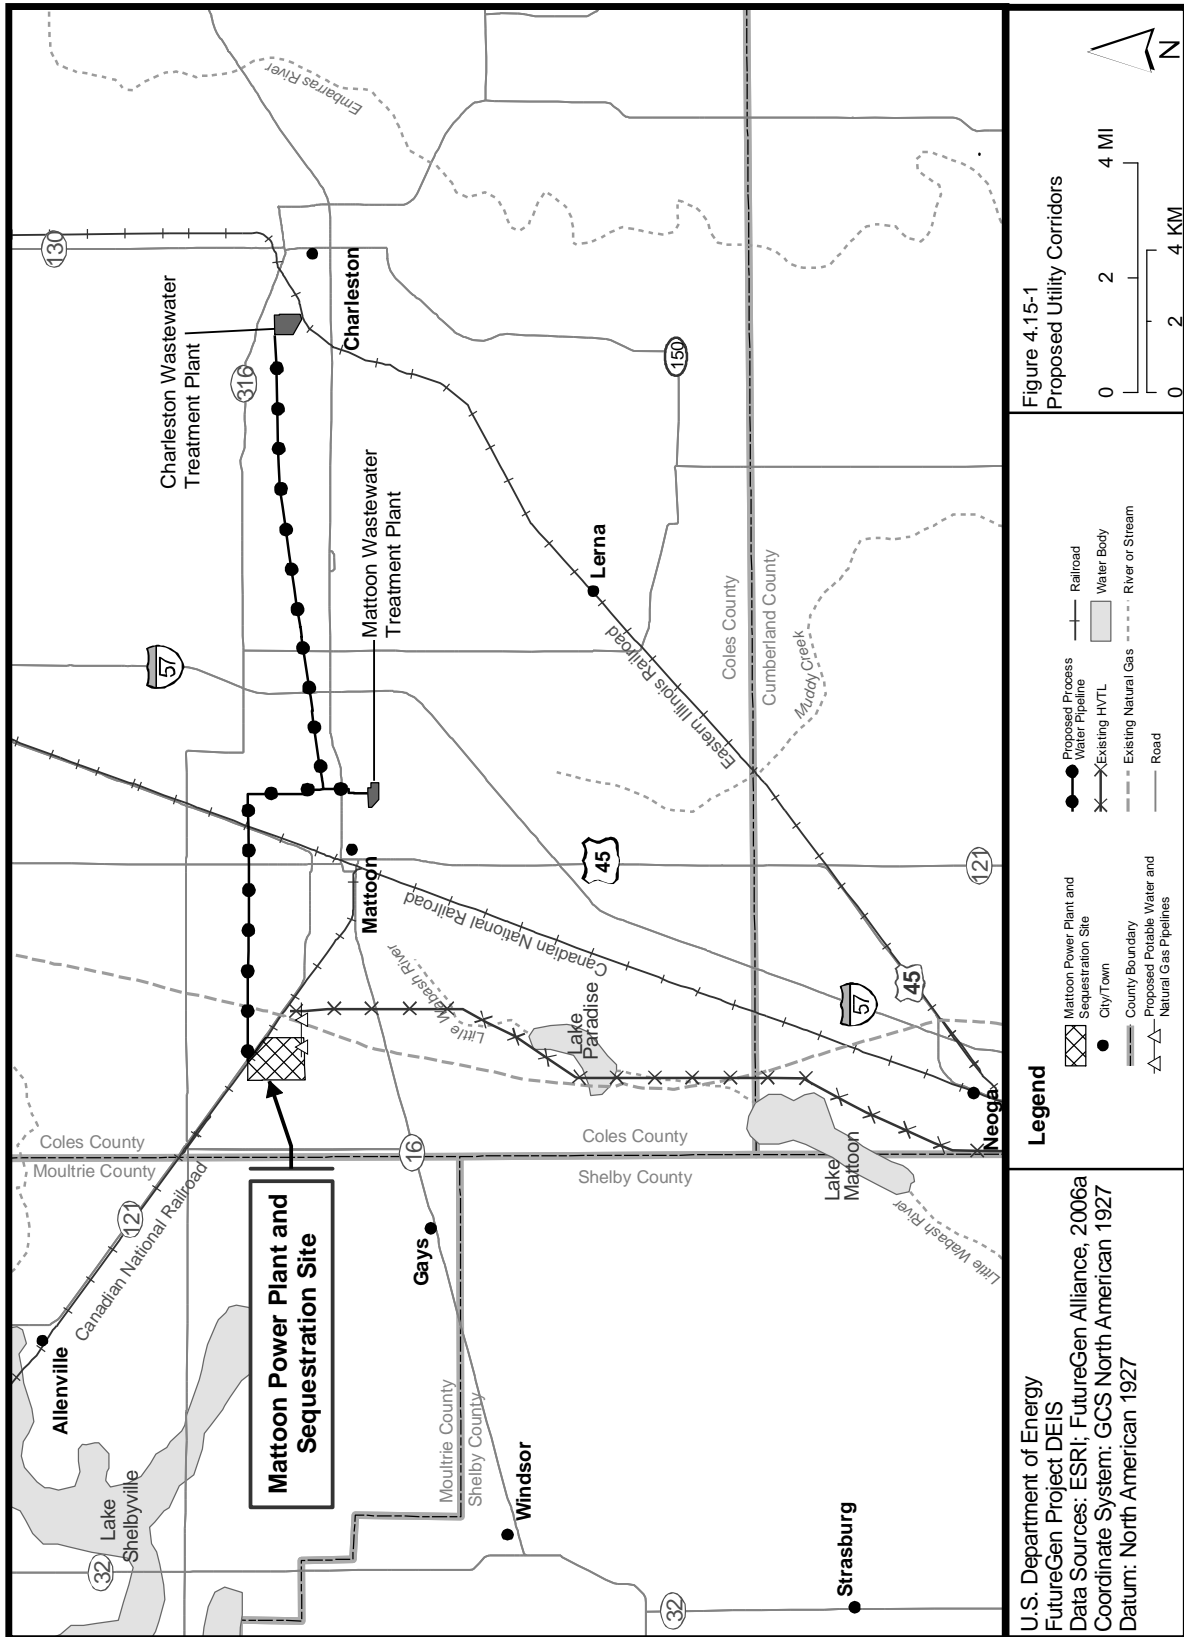 Lake
Shelbyville
Allenville
Canadian National Railroad
121
32
Moultrie County
Coles County
Mattoon Power Plant and
Sequestration Site
Gays
16
Moultrie County
Shelby County
Windsor
32
Strasburg
Shelby County
Coles County
Lake
Mattoon
Little Wabash River
Neoga
Lake
Paradise
Little Wabash River
Mattoon
Canadian National Railroad
45
57
45
121
57
Mattoon Wastewater
Treatment Plant
Charleston Wastewater
Treatment Plant
316
130
Charleston
Embarras River
150
Lerna
Eastern Illinois Railroad
Coles County
Cumberland County
Muddy Creek
U.S. Department of Energy
FutureGen Project DEIS
Data Sources: ESRI; FutureGen Alliance, 2006a
Coordinate System: GCS North American 1927
Datum: North American 1927
Legend
Mattoon Power Plant and
Sequestration Site
City/Town
County Boundary
Proposed Potable Water and
Natural Gas Pipelines
Proposed Process
Water Pipeline
Existing HVTL
Existing Natural Gas
Road
Railroad
Water Body
River or Stream
Figure 4.15-1
Proposed Utility Corridors
0 2 4 MI
0 2 4 KM
N